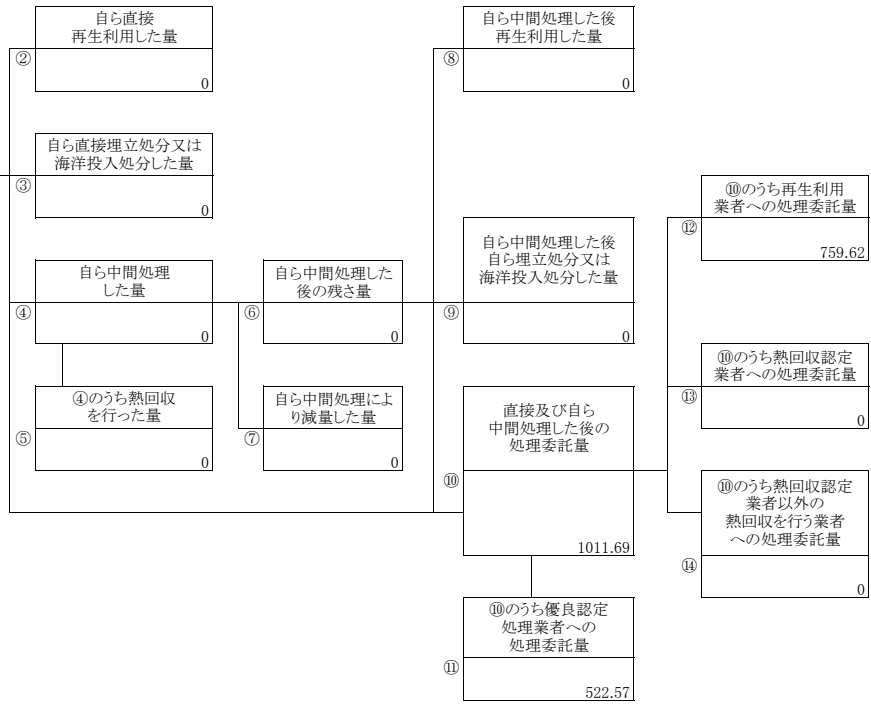 自ら直接
再生利用した量
②
0
自ら直接埋立処分又は
海洋投入処分した量
③
0
自ら中間処理
した量
④
0
④のうち熱回収
を行った量
⑤
0
自ら中間処理した
後の残さ量
⑥
0
自ら中間処理によ
り減量した量
⑦
0
自ら中間処理した後
再生利用した量
⑧
0
自ら中間処理した後
自ら埋立処分又は
海洋投入処分した量
⑨
0
直接及び自ら
中間処理した後の
処理委託量
⑩
1011.69
⑩のうち優良認定
処理業者への
処理委託量
⑪
522.57
⑩のうち再生利用
業者への処理委託量
⑫
759.62
⑩のうち熱回収認定
業者への処理委託量
⑬
0
⑩のうち熱回収認定
業者以外の
熱回収を行う業者
への処理委託量
⑭
0